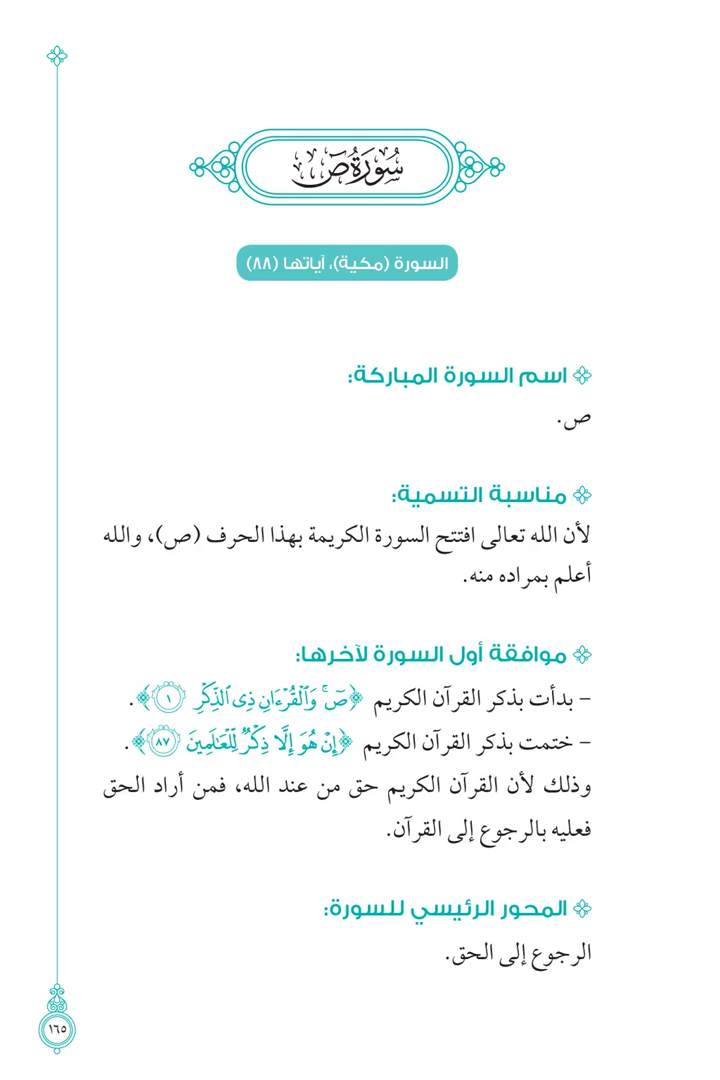 سُورَةُ ص
السورة (مكية)، آياتها (٨٨)
اسم السورة المباركة:
ص.
مناسبة التسمية:
لأن الله تعالى افتتح السورة الكريمة بهذا الحرف (ص)، والله
أعلم بمراده منه.
موافقة أول السورة لآخرها:
- بدأت بذكر القرآن الكريم ﴿صٓۚ وَٱلۡقُرۡءَانِ ذِي ٱلذِّكۡرِ ١﴾.
- ختمت بذكر القرآن الكريم ﴿إِنۡ هُوَ إِلَّا ذِكۡرٞ لِّلۡعَٰلَمِينَ ٨٧﴾.
وذلك لأن القرآن الكريم حق من عند الله، فمن أراد الحق
فعليه بالرجوع إلى القرآن.
المحور الرئيسي للسورة:
الرجوع إلى الحق.
١٦٥